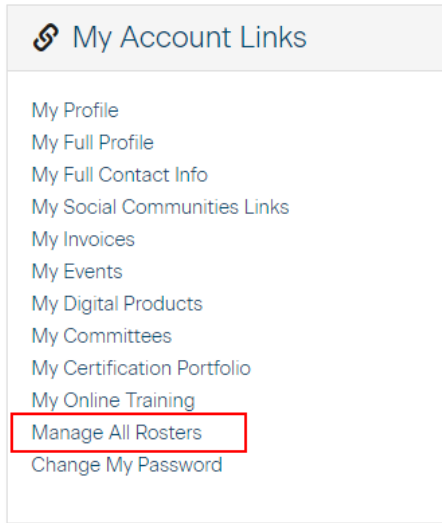 My Account Links
My Profile
My Full Profile
My Full Contact Info
My Social Communities Links
My Invoices
My Events
My Digital Products
My Committees
My Certification Portfolio
My Online Training
Manage All Rosters
Change My Password